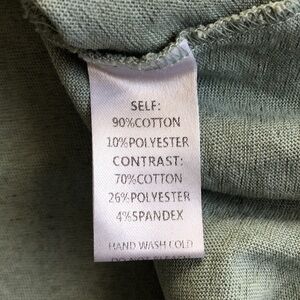 SELF:
90%COTTON
10%POLYESTER
CONTRAST:
70%COTTON
26%POLYESTER
4%SPANDEX
HAND WASH COLD